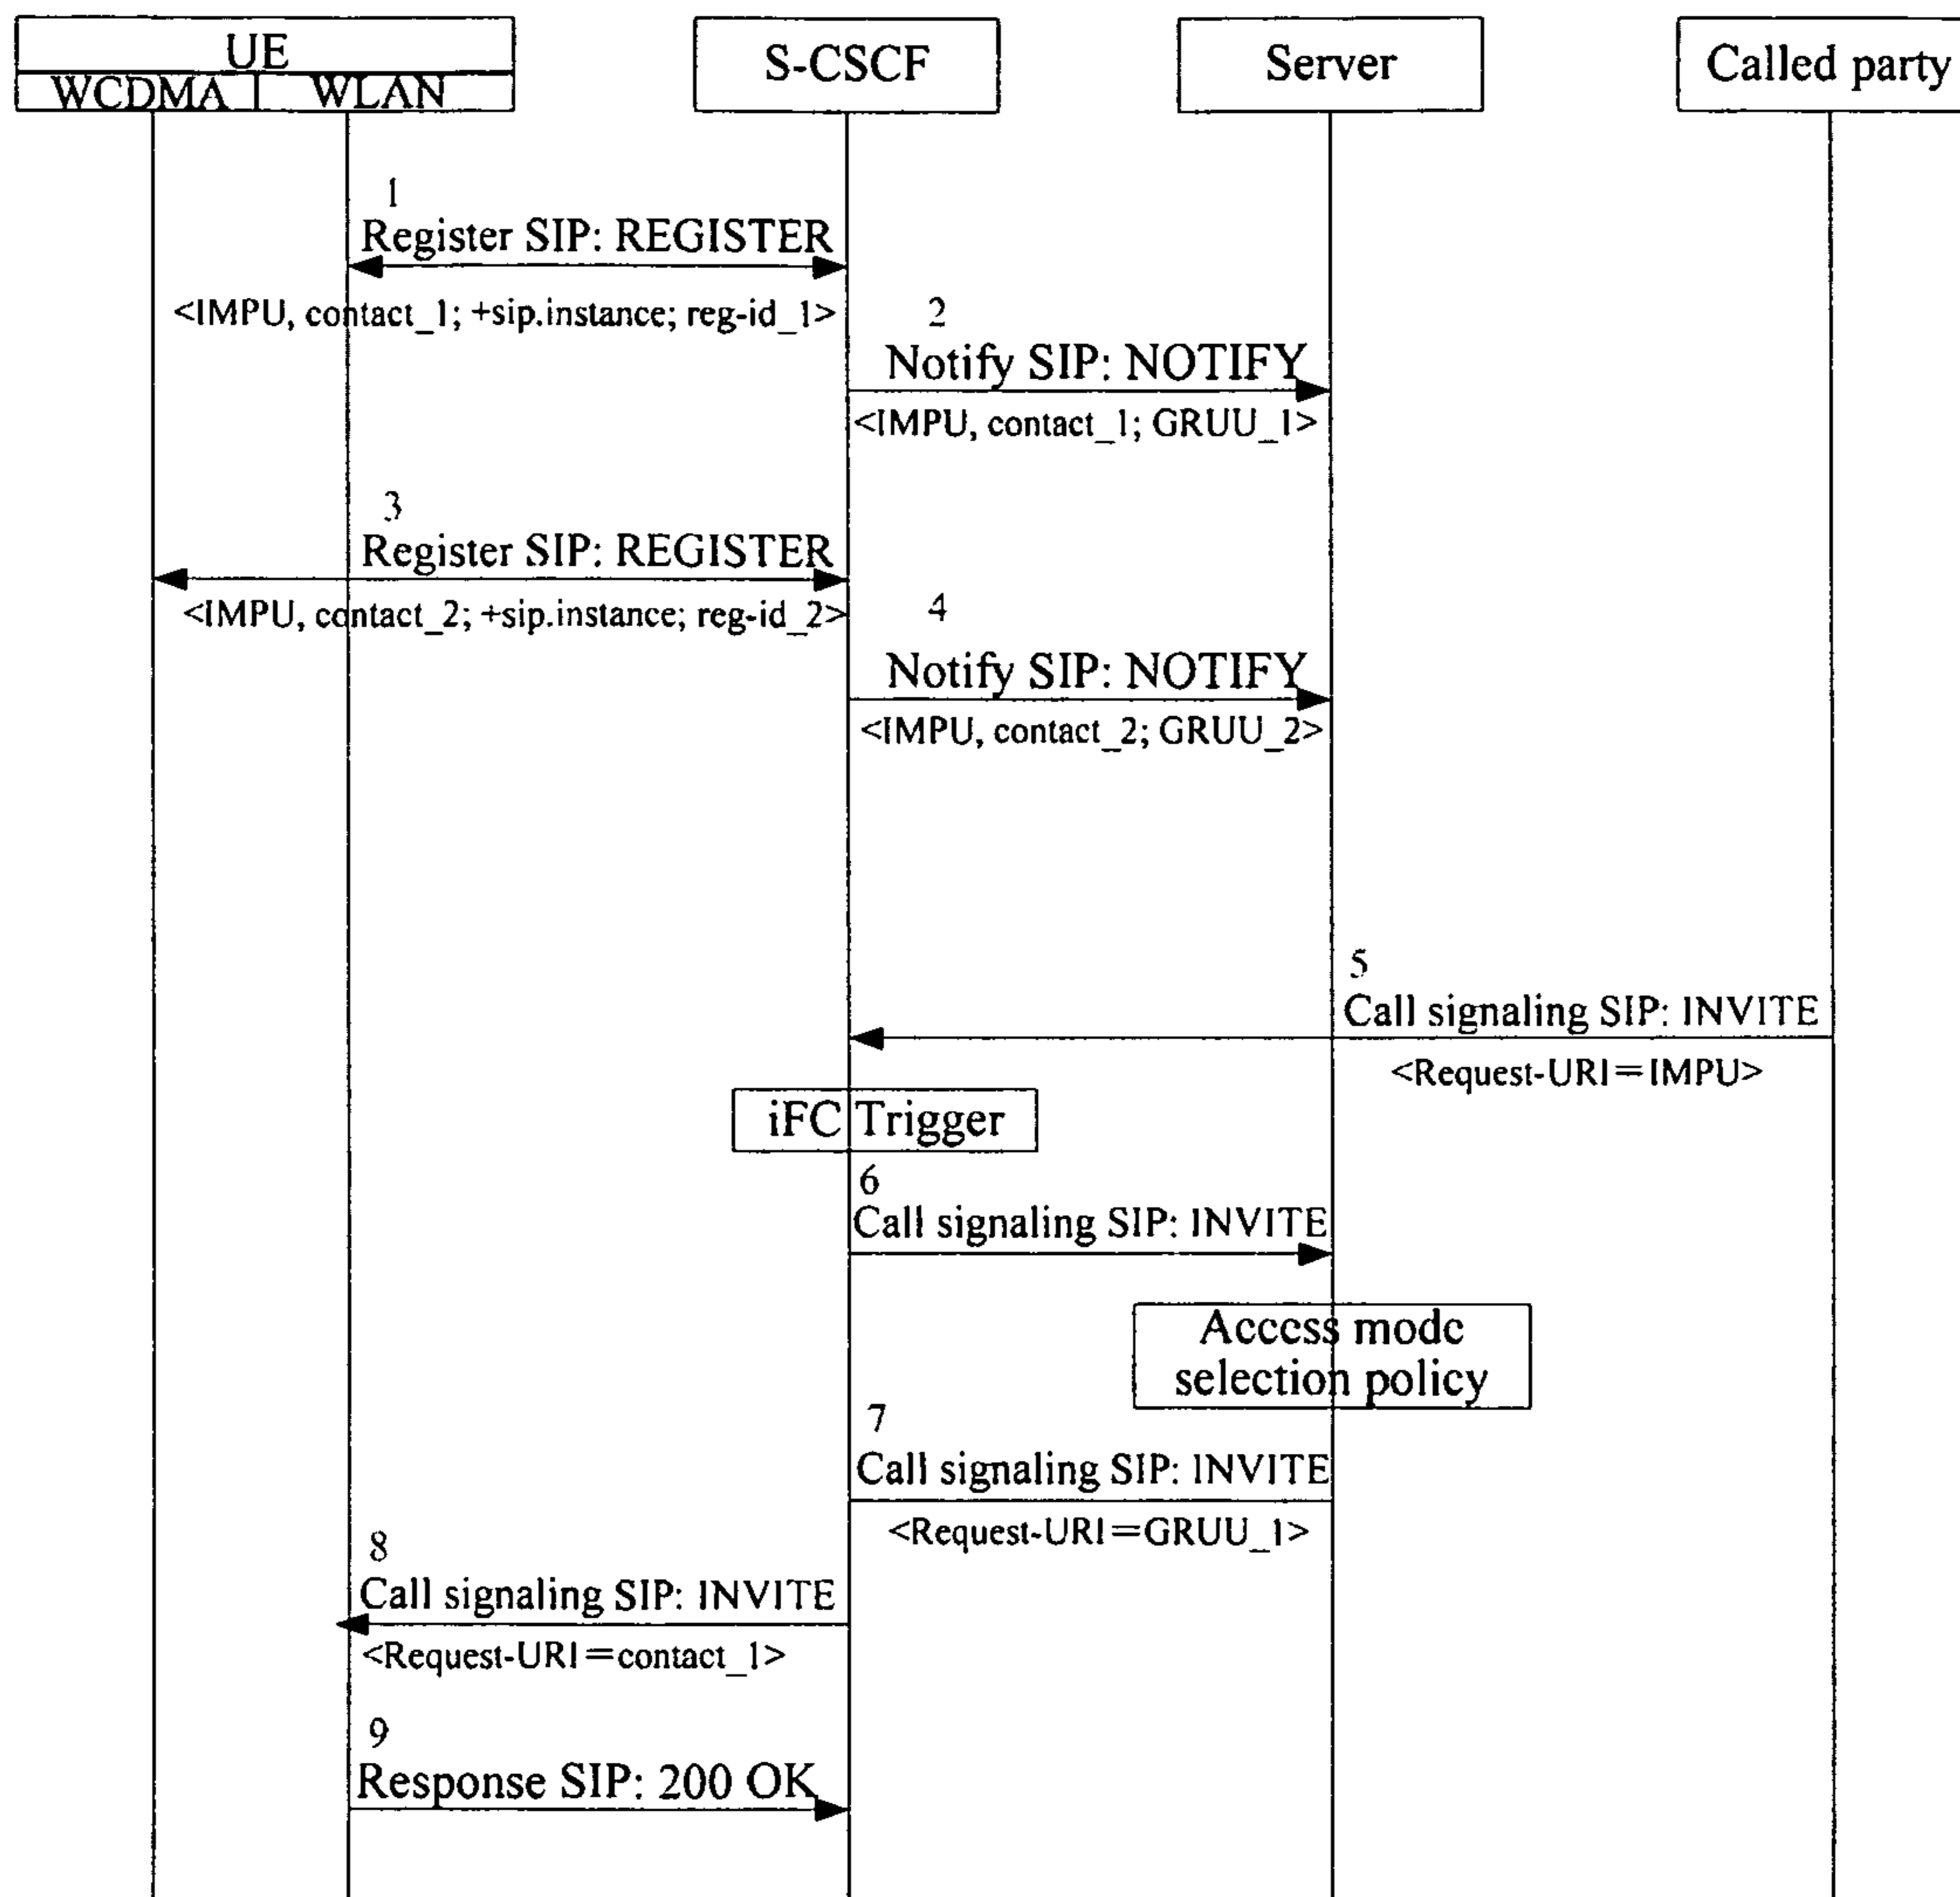 UE
WCDMA WLAN
S-CSCF
Server
Called party
1
Register SIP: REGISTER
<IMPU, contact_1; +sip.instance; reg-id_1>
2
Notify SIP: NOTIFY
<IMPU, contact_1; GRUU_1>
3
Register SIP: REGISTER
<IMPU, contact_2; +sip.instance; reg-id_2>
4
Notify SIP: NOTIFY
<IMPU, contact_2; GRUU_2>
5
Call signaling SIP: INVITE
<Request-URI=IMPU>
iFC Trigger
6
Call signaling SIP: INVITE
Access mode
selection policy
7
Call signaling SIP: INVITE
<Request-URI=GRUU_1>
8
Call signaling SIP: INVITE
<Request-URI=contact_1>
9
Response SIP: 200 OK